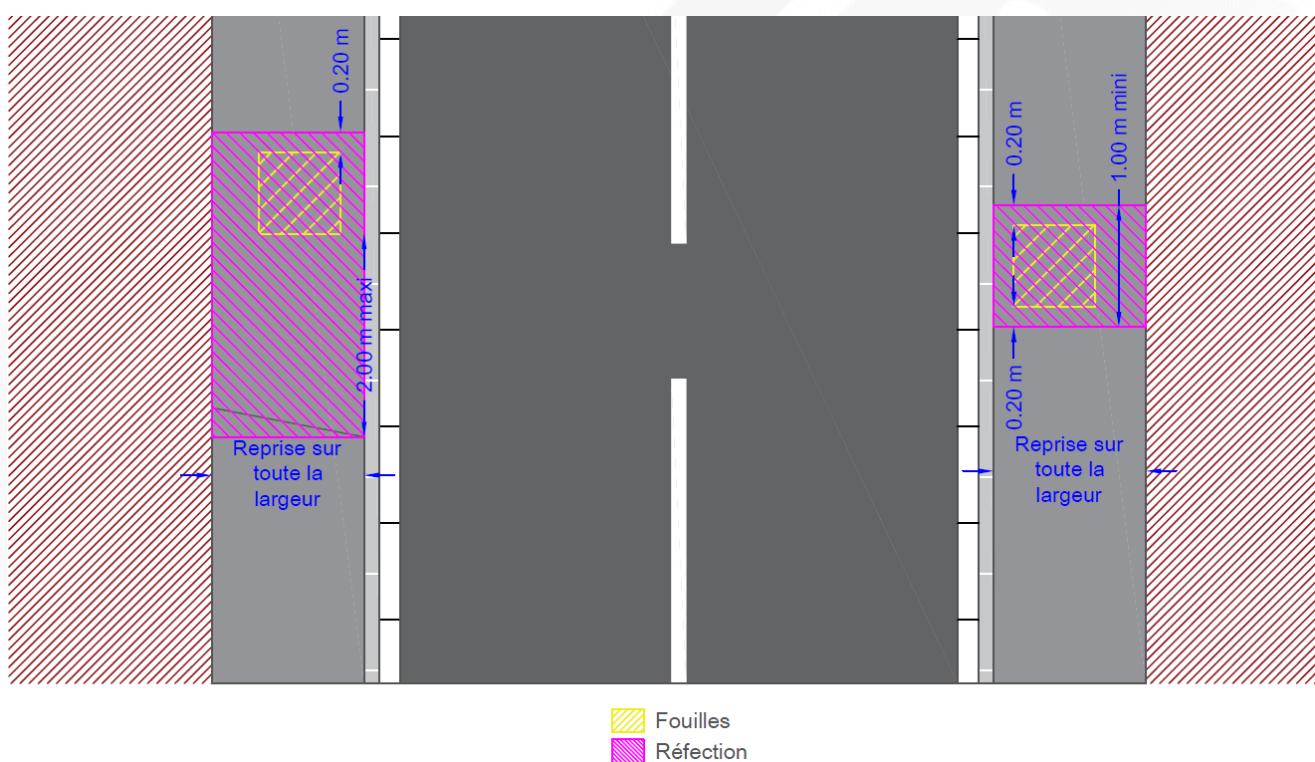 0.20 m
2.00 m maxi
Reprise sur
toute la
largeur
0.20 m
1.00 m mini
0.20 m
Reprise sur
toute la
largeur
Fouilles
Réfection